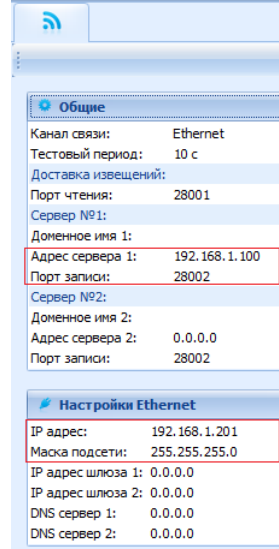 Общие
Канал связи: Ethernet
Тестовый период: 10 с
Доставка извещений:
Порт чтения: 28001
Сервер №1:
Доменное имя 1:
Адрес сервера 1: 192.168.1.100
Порт записи: 28002
Сервер №2:
Доменное имя 2:
Адрес сервера 2: 0.0.0.0
Порт записи: 28002
Настройки Ethernet
IP адрес: 192.168.1.201
Маска подсети: 255.255.255.0
IP адрес шлюза 1: 0.0.0.0
IP адрес шлюза 2: 0.0.0.0
DNS сервер 1: 0.0.0.0
DNS сервер 2: 0.0.0.0